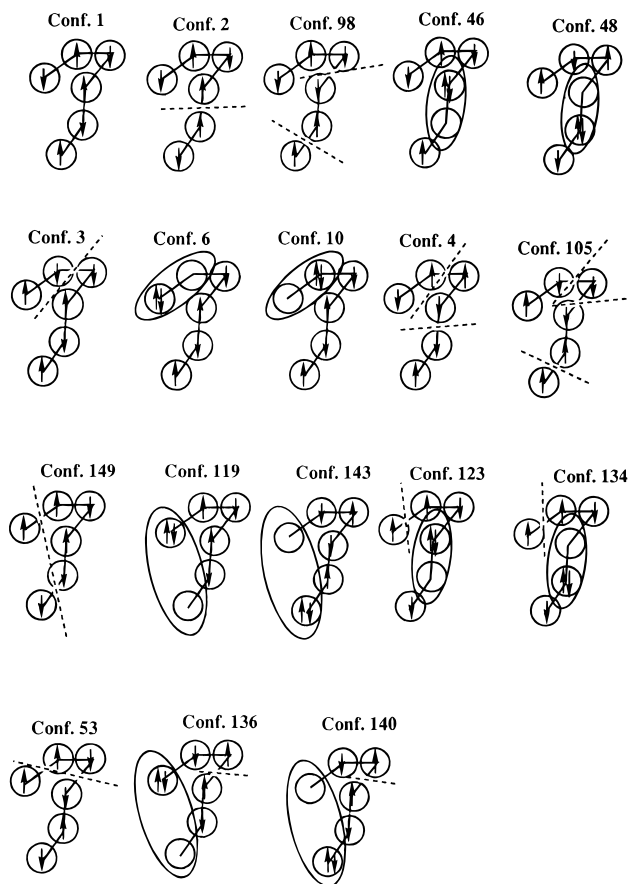 Conf. 1
Conf. 2
Conf. 98
Conf. 46
Conf. 48
Conf. 3
Conf. 6
Conf. 10
Conf. 4
Conf. 105
Conf. 149
Conf. 119
Conf. 143
Conf. 123
Conf. 134
Conf. 53
Conf. 136
Conf. 140